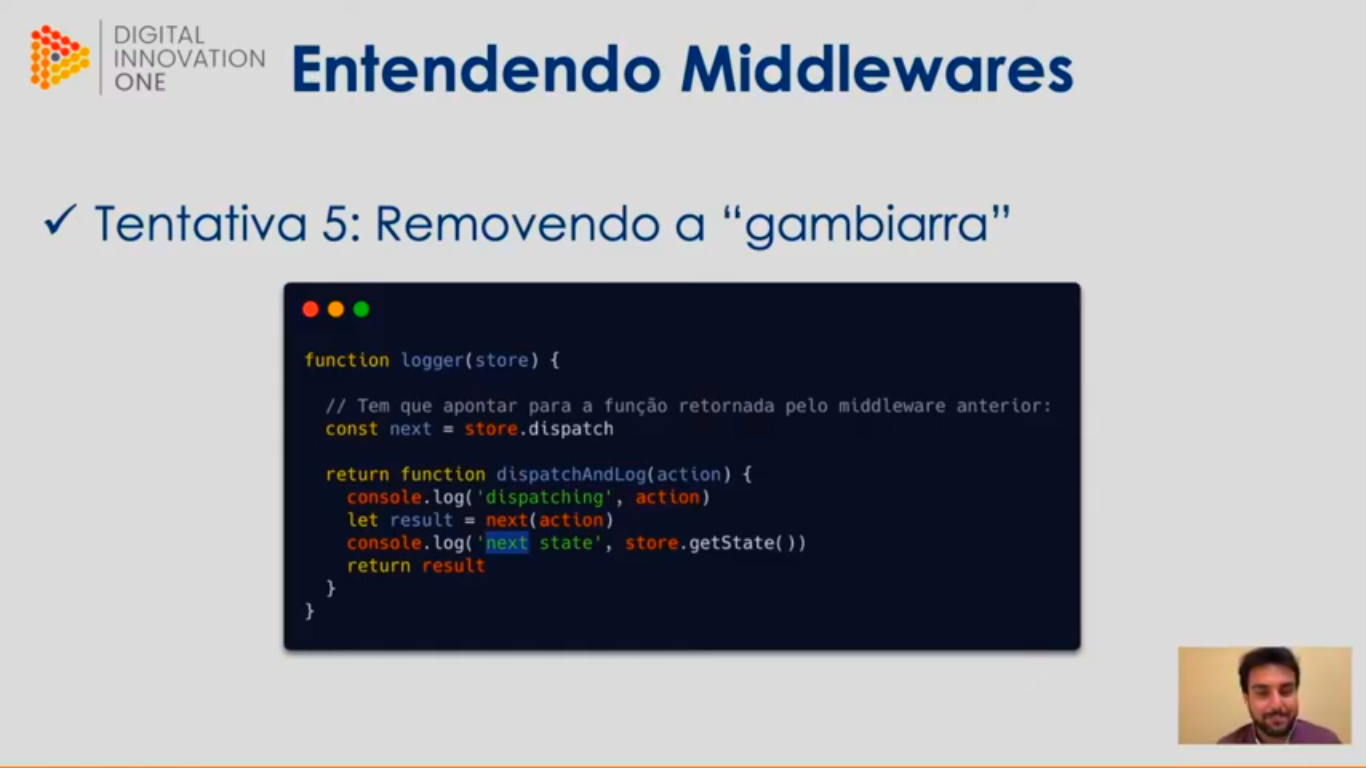 DIGITAL
INNOVATION
ONE
Entendendo Middlewares
✓ Tentativa 5: Removendo a “gambiarra”
function logger(store) {
// Tem que apontar para a função retornada pelo middleware anterior:
const next = store.dispatch
return function dispatchAndLog(action) {
console.log('dispatching', action)
let result = next(action)
console.log('next state', store.getState())
return result
}
}